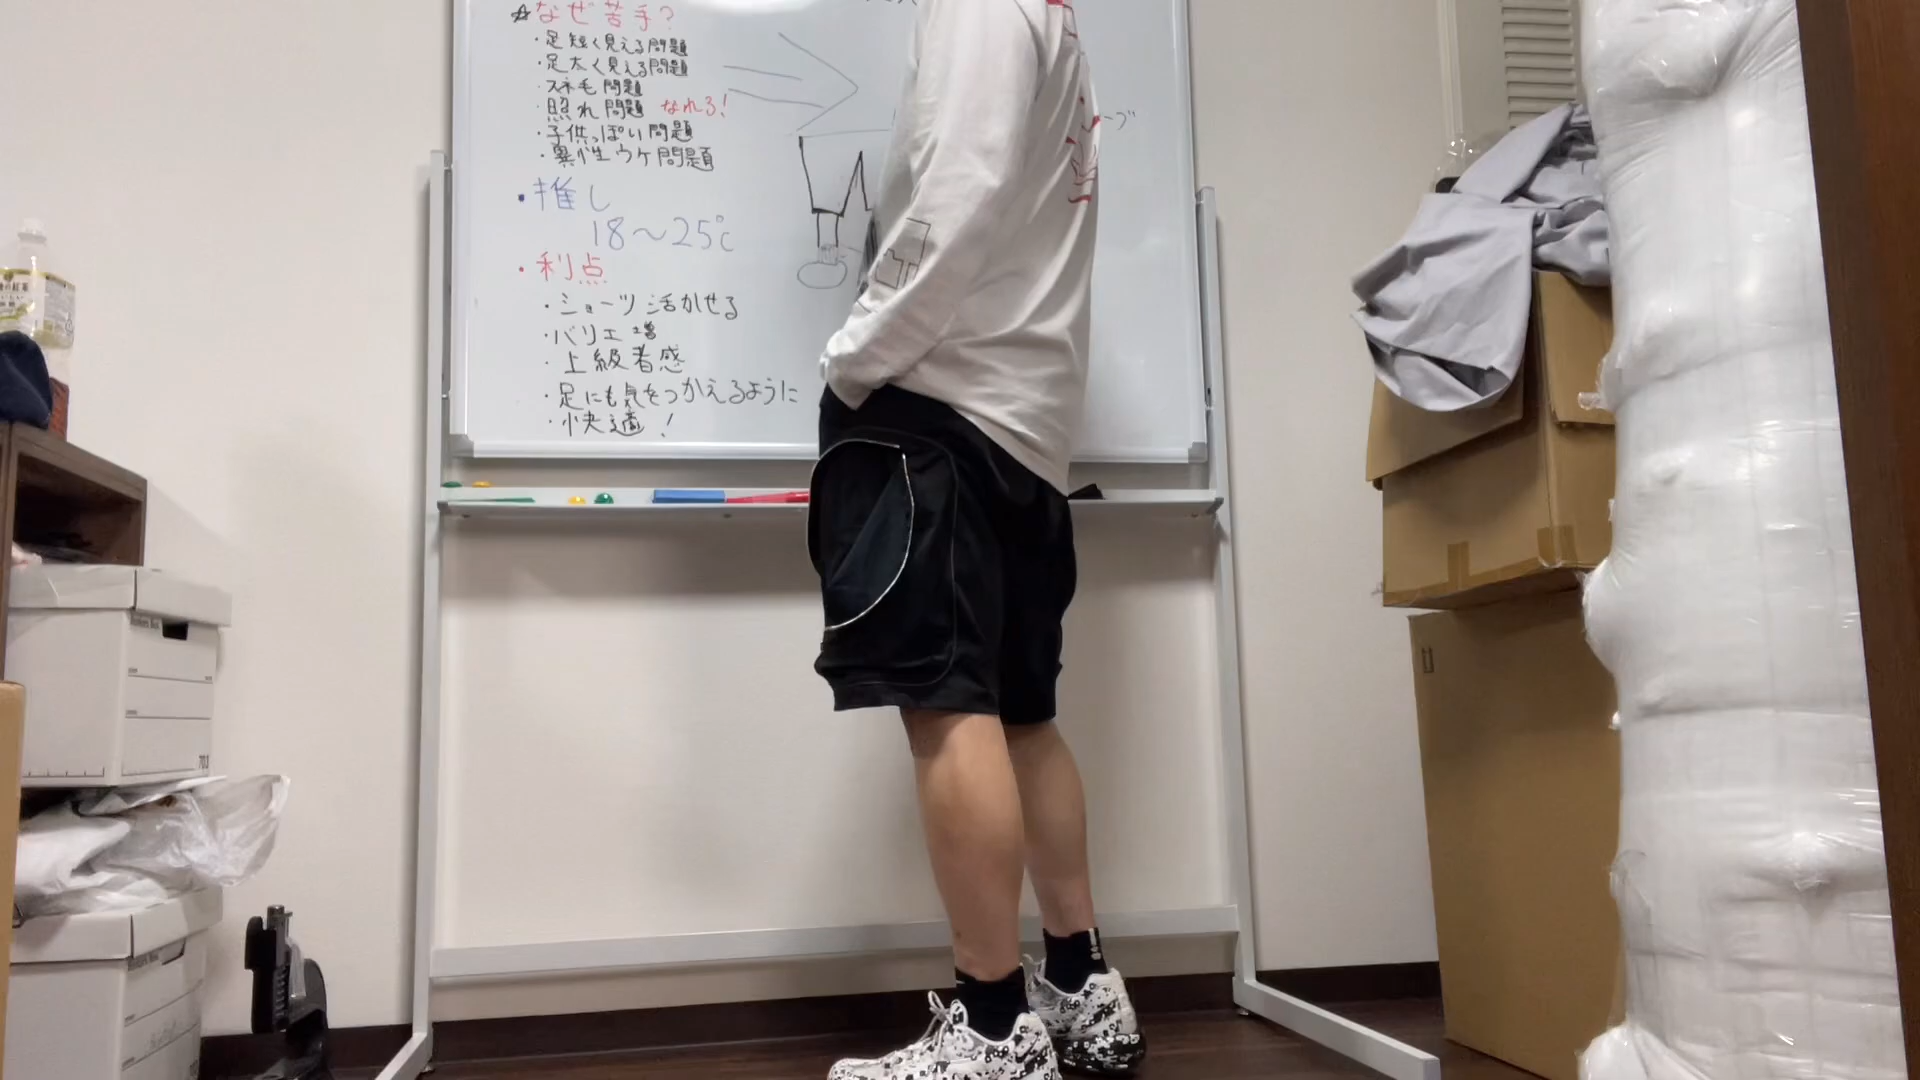 ☆なぜ苦手?
・足短く見える問題
・足太く見える問題
・スネ毛問題
・照れ問題 なれろ!
・子供っぽい問題
・異性ウケ問題
・推し
18〜25℃
・利点
・ショーツ活かせる
・バリエ増
・上級者感
・足にも気をつかえるように
・快適!
ーブ
703